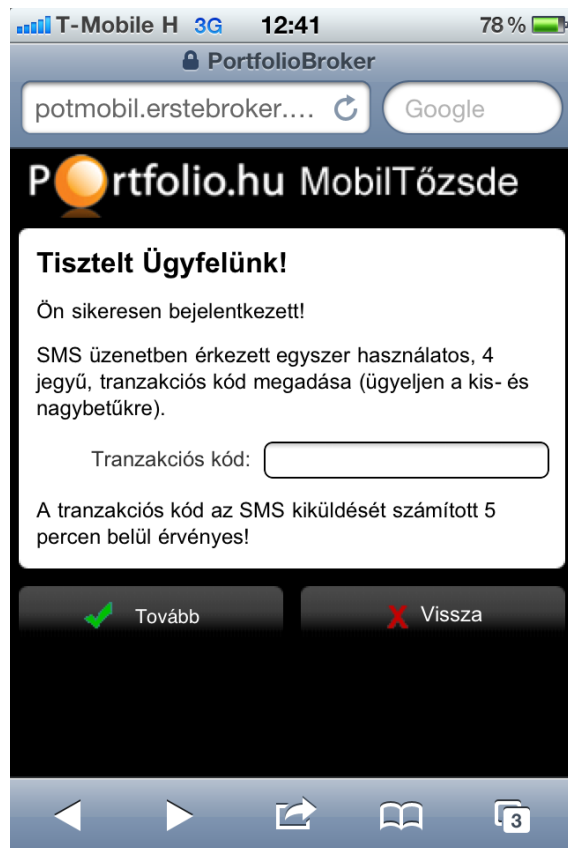 T-Mobile H 3G 12:41 78 %
PortfolioBroker
potmobil.erstebroker.... Google
Portfolio.hu MobilTőzsde
Tisztelt Ügyfelünk!
Ön sikeresen bejelentkezett!
SMS üzenetben érkezett egyszer használatos, 4
jegyű, tranzakciós kód megadása (ügyeljen a kis- és
nagybetűkre).
Tranzakciós kód:
A tranzakciós kód az SMS kiküldését számított 5
percen belül érvényes!
Tovább Vissza
3